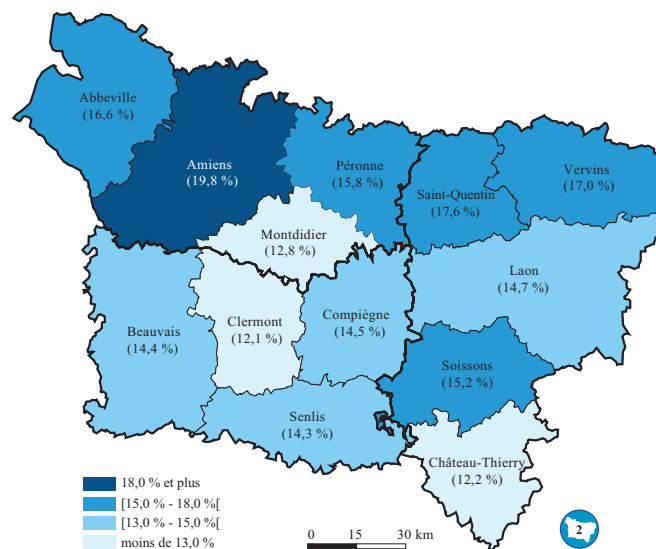 Abbeville
(16,6 %)
Amiens
(19,8 %)
Péronne
(15,8 %)
Saint-Quentin
(17,6 %)
Vervins
(17,0 %)
Montdidier
(12,8 %)
Laon
(14,7 %)
Beauvais
(14,4 %)
Clermont
(12,1 %)
Compiègne
(14,5 %)
Soissons
(15,2 %)
Senlis
(14,3 %)
Château-Thierry
(12,2 %)
18,0 % et plus
[15,0 % - 18,0 %[
[13,0 % - 15,0 %[
moins de 13,0 %
0 15 30 km
2